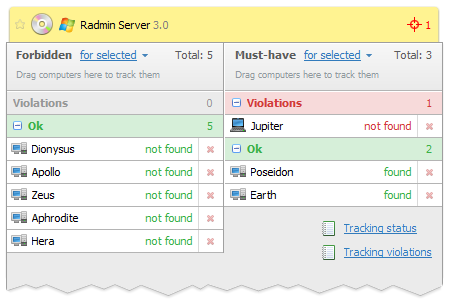 Radmin Server 3.0 1
Forbidden for selected Total: 5
Drag computers here to track them
Violations 0
Ok 5
Dionysus not found
Apollo not found
Zeus not found
Aphrodite not found
Hera not found
Must-have for selected Total: 3
Drag computers here to track them
Violations 1
Jupiter not found
Ok 2
Poseidon found
Earth found
Tracking status
Tracking violations